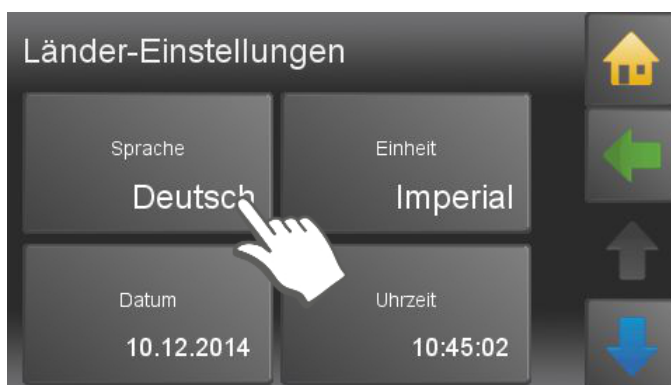 Länder-Einstellungen
Sprache
Deutsch
Einheit
Imperial
Datum
10.12.2014
Uhrzeit
10:45:02